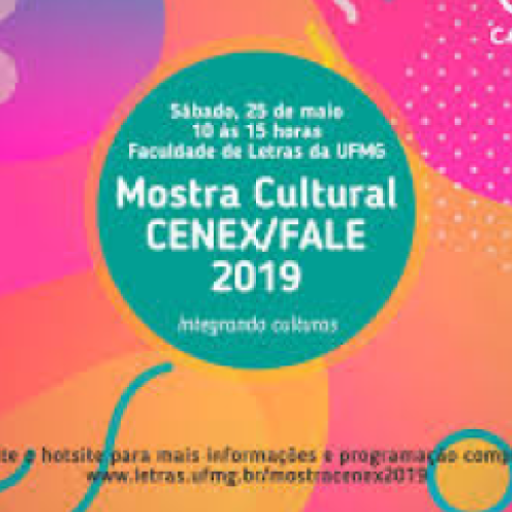 Sábado, 25 de maio
10 às 15 horas
Faculdade de Letras da UFMG
Mostra Cultural
CENEX/FALE
2019
Integrando culturas
hotsite para mais informações e programação
www.letras.ufmg.br/mostracenex2019